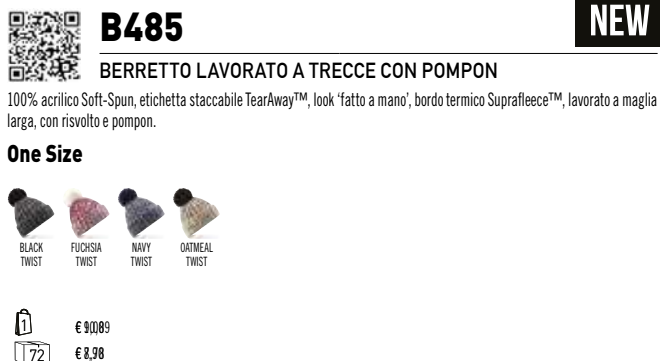 B485
NEW
BERRETTO LAVORATO A TRECCE CON POMPON
100% acrilico Soft-Spun, etichetta staccabile TearAway™, look ‘fatto a mano’, bordo termico Suprafleece™, lavorato a maglia
larga, con risvolto e pompon.
One Size
BLACK TWIST
FUCHSIA TWIST
NAVY TWIST
OATMEAL TWIST
1 €
72 €